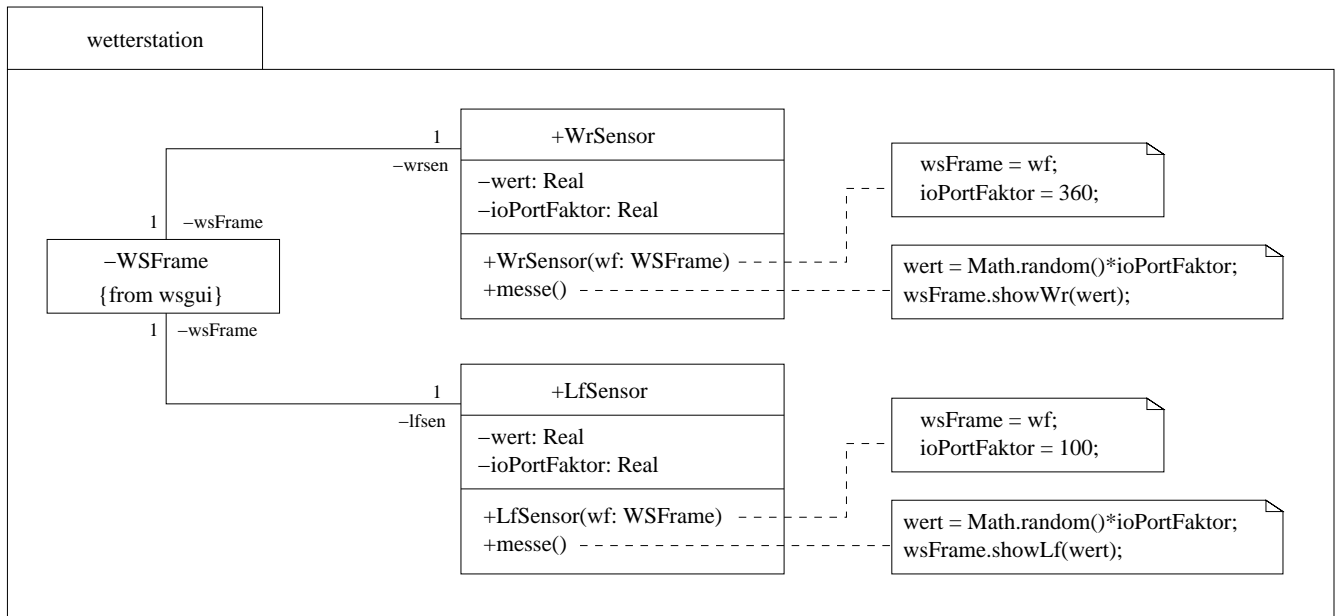 wetterstation
1
−wrsen
+WrSensor
−wert: Real
−ioPortFaktor: Real
+WrSensor(wf: WSFrame)
+messe()
wsFrame = wf;
ioPortFaktor = 360;
wert = Math.random()*ioPortFaktor;
wsFrame.showWr(wert);
1 −wsFrame
−WSFrame
{from wsgui}
1 −wsFrame
1
−lfsen
+LfSensor
−wert: Real
−ioPortFaktor: Real
+LfSensor(wf: WSFrame)
+messe()
wsFrame = wf;
ioPortFaktor = 100;
wert = Math.random()*ioPortFaktor;
wsFrame.showLf(wert);